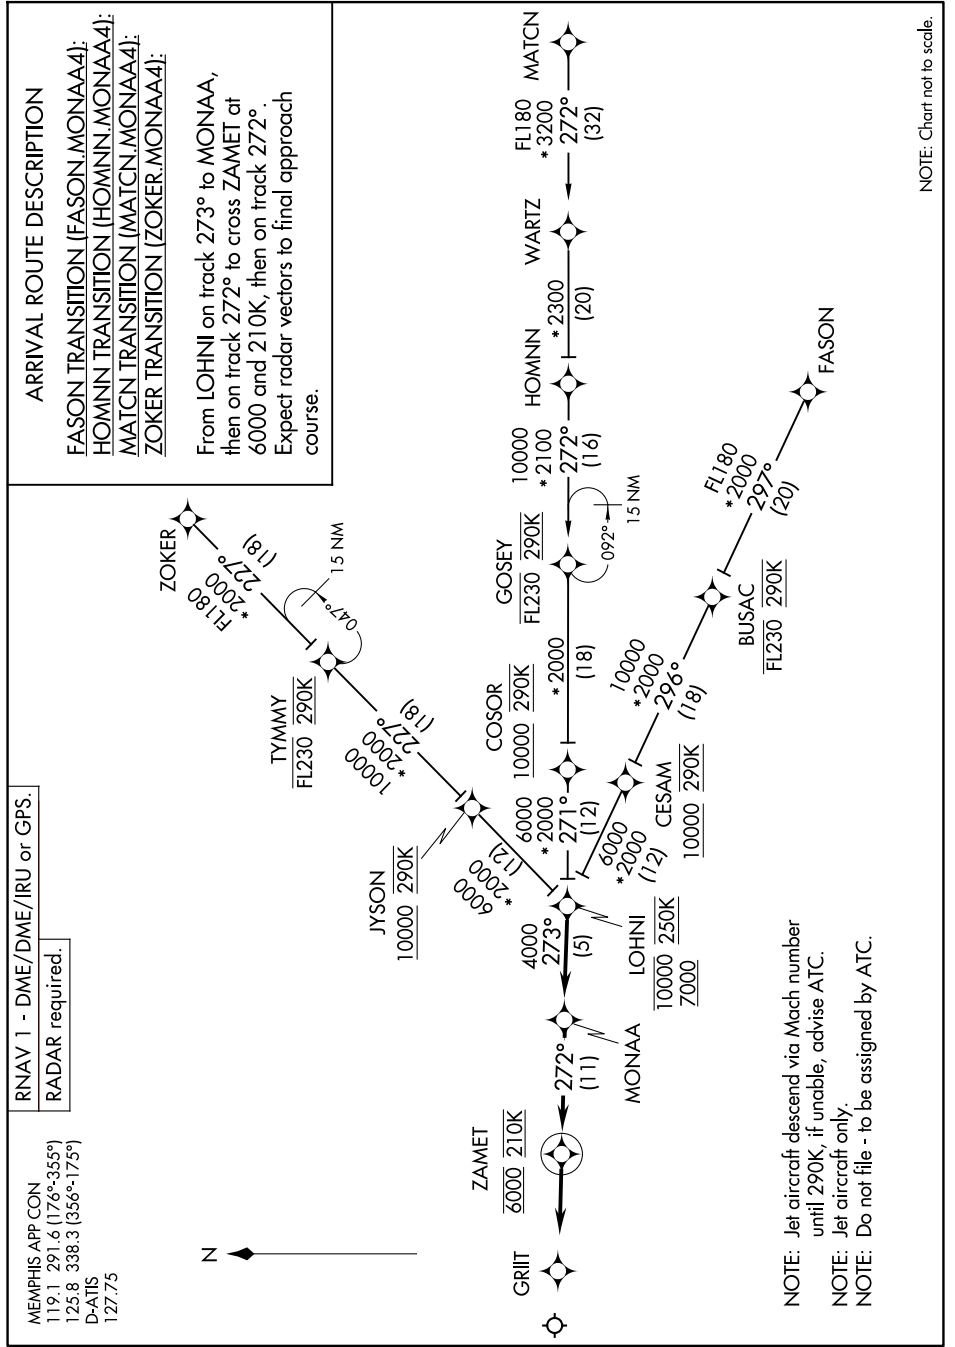 MEMPHIS APP CON
119.1 291.6 (176°-355°)
125.8 338.3 (356°-175°)
D-ATIS
127.75
RNAV 1 - DME/DME/IRU or GPS.
RADAR required.
ARRIVAL ROUTE DESCRIPTION
FASON TRANSITION (FASON.MONAA4):
HOMNN TRANSITION (HOMNN.MONAA4):
MATCN TRANSITION (MATCN.MONAA4):
ZOKER TRANSITION (ZOKER.MONAA4):
From LOHNI on track 273° to MONAA,
then on track 272° to cross ZAMET at
6000 and 210K, then on track 272°.
Expect radar vectors to final approach
course.
N
ZOKER
FL180
*2000
227°
(18)
15 NM
047°
TYMMY
FL230 290K
10000
*2000
227°
(18)
JYSON
10000 290K
6000
*2000
(12)
MATCN
FL180
*3200
272°
(32)
WARTZ
*2300
(20)
HOMNN
10000
*2100
272°
(16)
GOSEY
FL230 290K
092°
15 NM
*2000
(18)
COSOR
10000 290K
6000
*2000
271°
(12)
FASON
FL180
*2000
297°
(20)
BUSAC
FL230 290K
10000
*2000
296°
(18)
CESAM
10000 290K
6000
*2000
(12)
LOHNI
10000 250K
7000
4000
273°
(5)
MONAA
272°
(11)
ZAMET
6000 210K
GRIIT
NOTE: Jet aircraft descend via Mach number
until 290K, if unable, advise ATC.
NOTE: Jet aircraft only.
NOTE: Do not file - to be assigned by ATC.
NOTE: Chart not to scale.